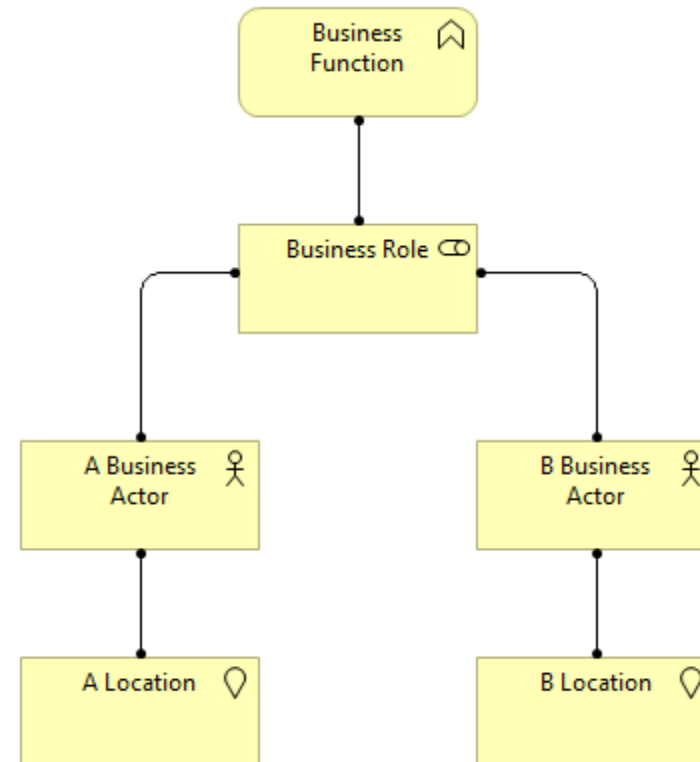 Business
Function
Business Role
A Business
Actor
B Business
Actor
A Location
B Location